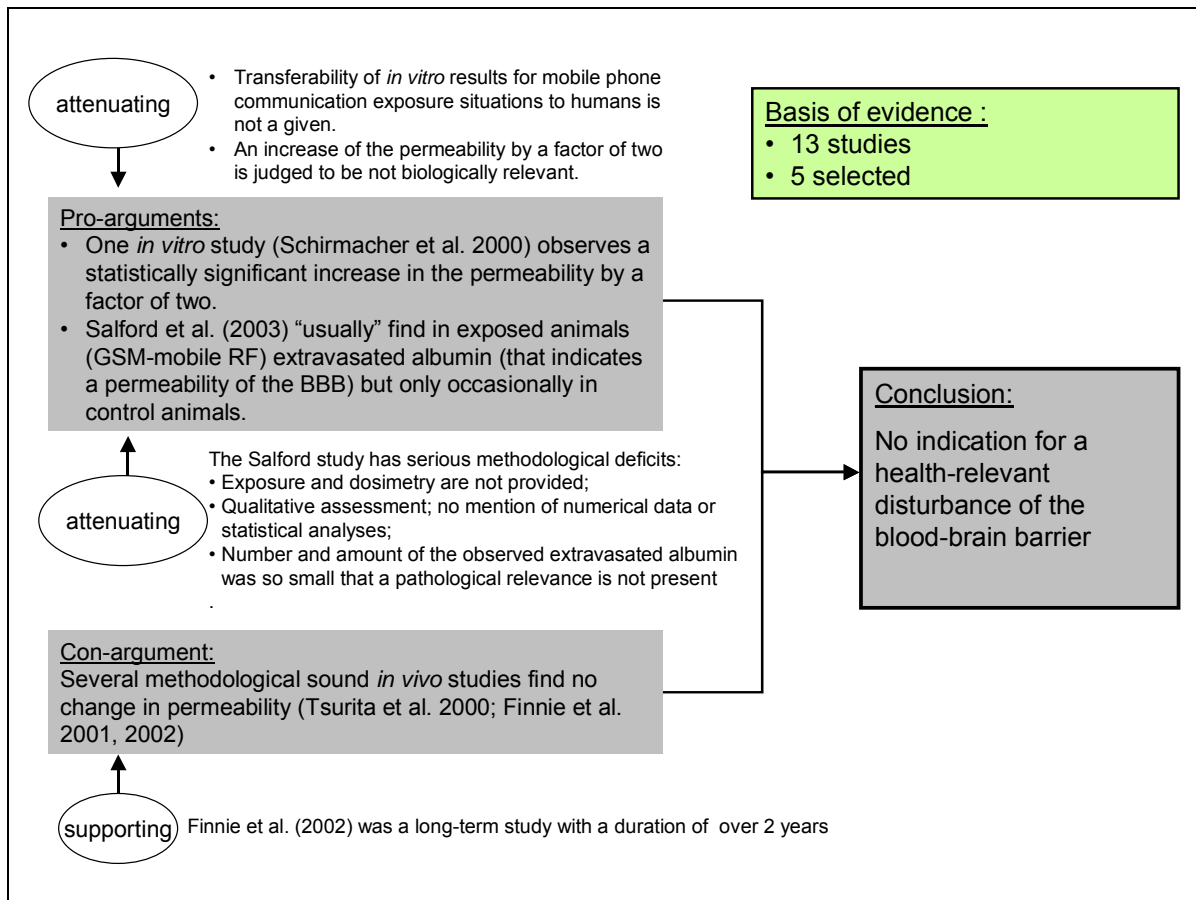 attenuating
• Transferability of in vitro results for mobile phone
communication exposure situations to humans is
not a given.
• An increase of the permeability by a factor of two
is judged to be not biologically relevant.
Basis of evidence :
• 13 studies
• 5 selected
Pro-arguments:
• One in vitro study (Schirmacher et al. 2000) observes a
statistically significant increase in the permeability by a
factor of two.
• Salford et al. (2003) “usually” find in exposed animals
(GSM-mobile RF) extravasated albumin (that indicates
a permeability of the BBB) but only occasionally in
control animals.
attenuating
The Salford study has serious methodological deficits:
• Exposure and dosimetry are not provided;
• Qualitative assessment; no mention of numerical data or
statistical analyses;
• Number and amount of the observed extravasated albumin
was so small that a pathological relevance is not present
.
Conclusion:
No indication for a
health-relevant
disturbance of the
blood-brain barrier
Con-argument:
Several methodological sound in vivo studies find no
change in permeability (Tsurita et al. 2000; Finnie et al.
2001, 2002)
supporting
Finnie et al. (2002) was a long-term study with a duration of over 2 years